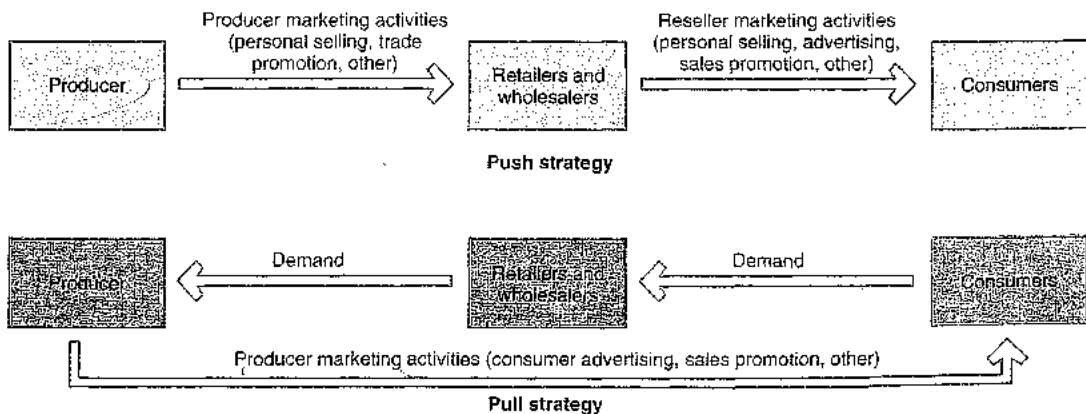 Producer marketing activities
(personal selling, trade
promotion, other)
Reseller marketing activities
(personal selling, advertising,
sales promotion, other)
Producer
Retailers and
wholesalers
Consumers
Push strategy
Demand
Demand
Producer
Retailers and
wholesalers
Consumers
Producer marketing activities (consumer advertising, sales promotion, other)
Pull strategy